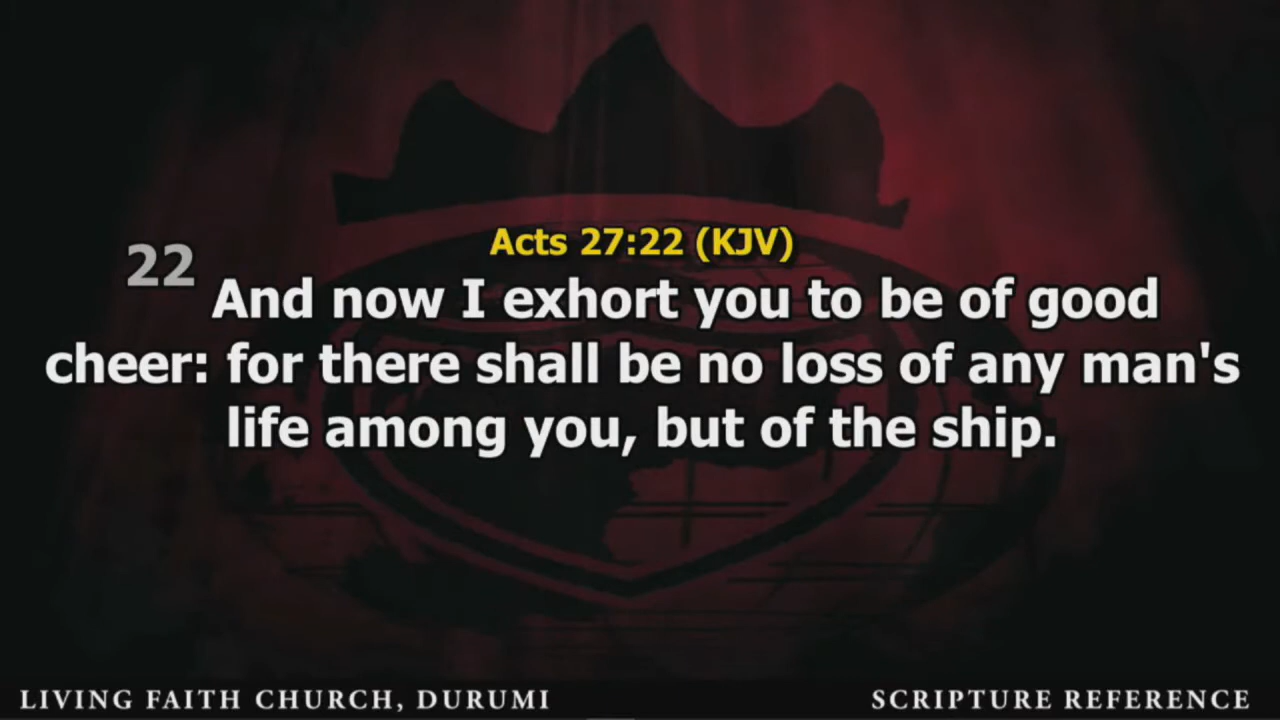 Acts 27:22 (KJV)
22 And now I exhort you to be of good
cheer: for there shall be no loss of any man's
life among you, but of the ship.
LIVING FAITH CHURCH, DURUMI
SCRIPTURE REFERENCE